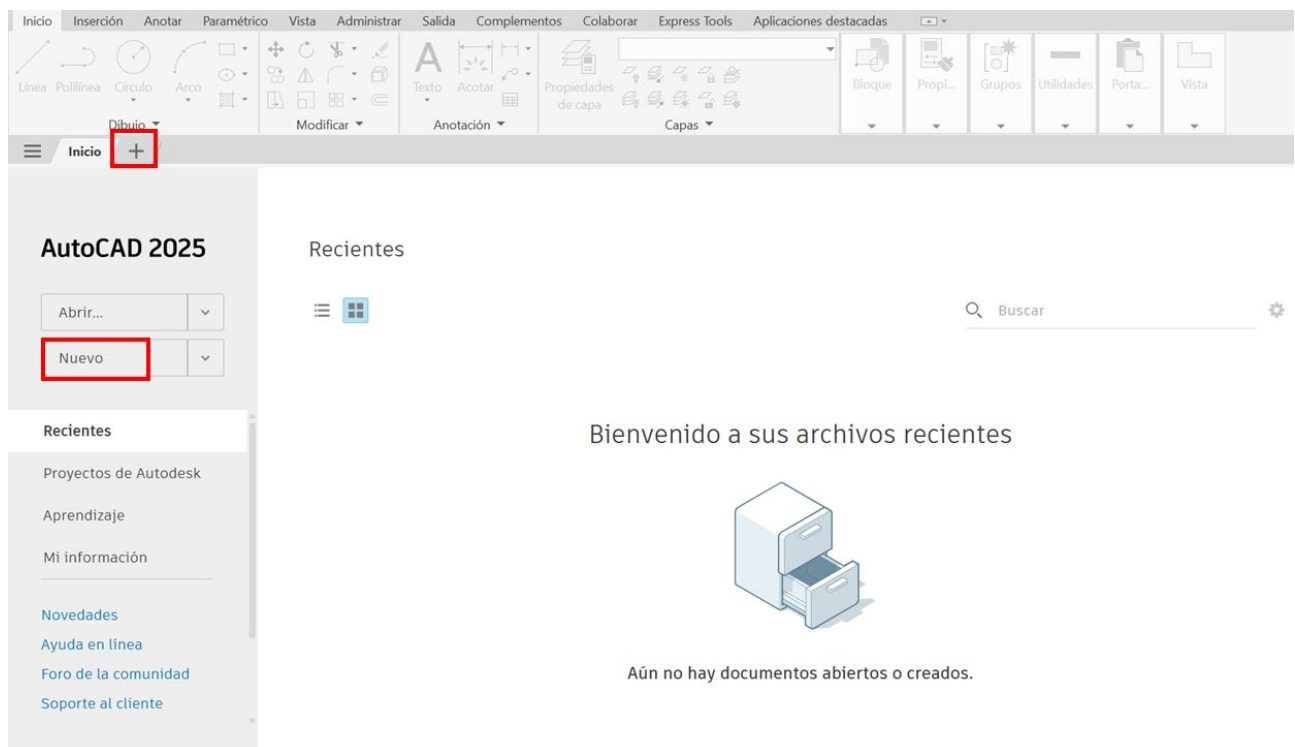 Inicio Inserción Anotar Paramétrico Vista Administrar Salida Complementos Colaborar Express Tools Aplicaciones destacadas
Línea Polilínea Círculo Arco
Texto Acotar
Propiedades de capa
Bloque Propi... Grupos Utilidades Porta... Vista
Dibujo Modificar Anotación Capas
Inicio
AutoCAD 2025
Recientes
Abrir...
Buscar
Nuevo
Recientes
Bienvenido a sus archivos recientes
Proyectos de Autodesk
Aprendizaje
Mi información
Novedades
Ayuda en línea
Foro de la comunidad
Aún no hay documentos abiertos o creados.
Soporte al cliente